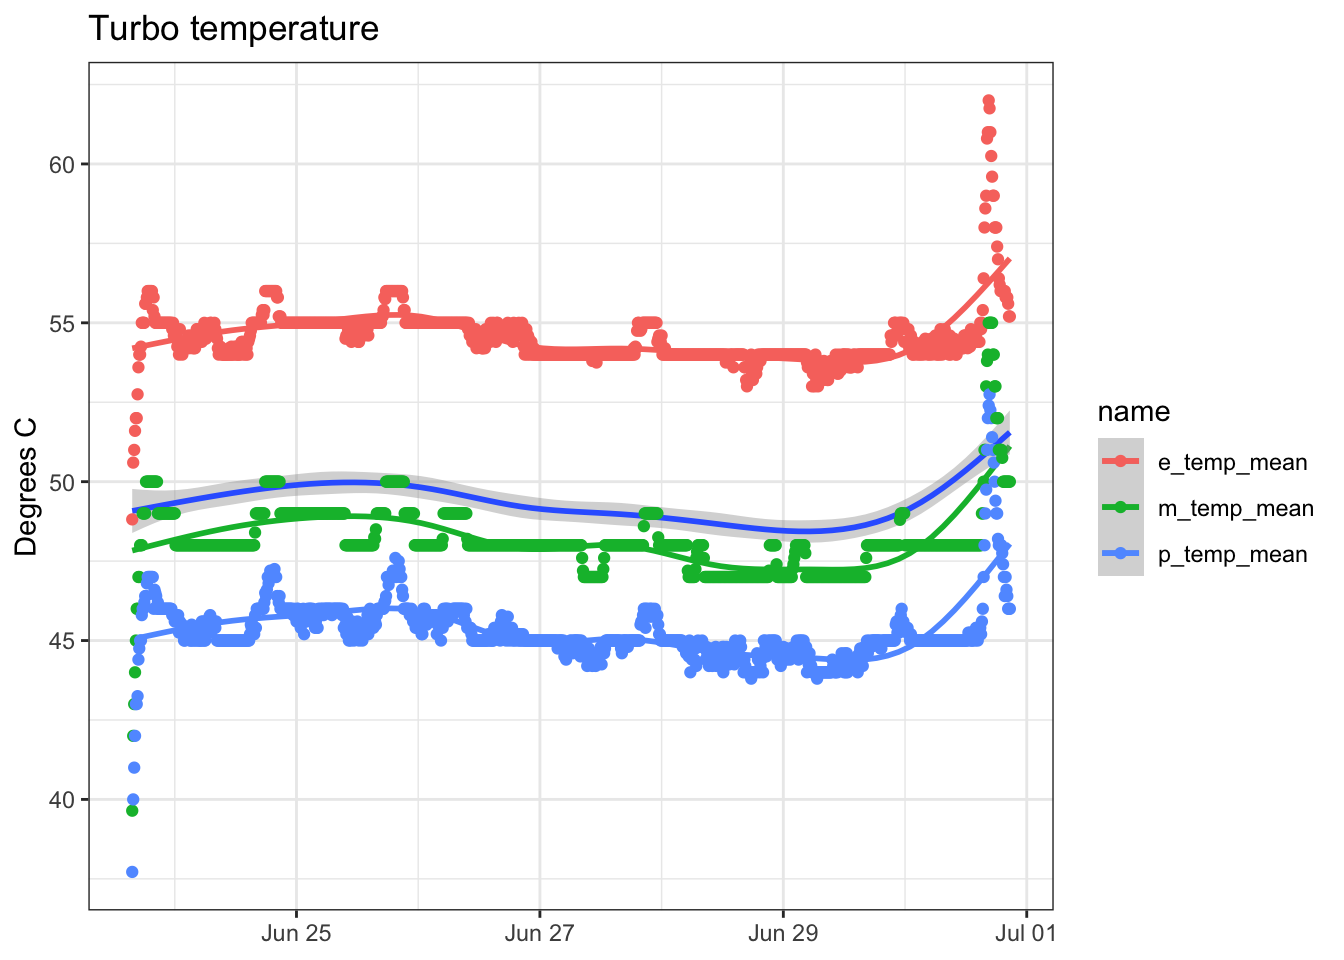 Turbo temperature
Degrees C
60
55
50
45
40
Jun 25
Jun 27
Jun 29
Jul 01
name
e_temp_mean
m_temp_mean
p_temp_mean